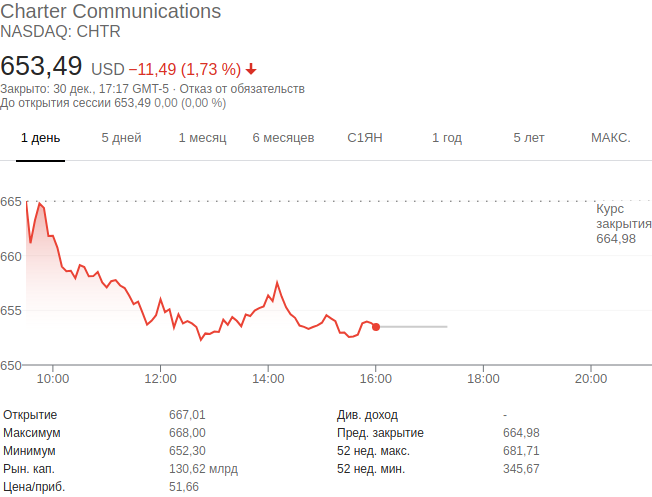 Charter Communications
NASDAQ: CHTR
653,49 USD −11,49 (1,73 %)
Закрыто: 30 дек., 17:17 GMT-5 · Отказ от обязательств
До открытия сессии 653,49 0,00 (0,00 %)
1 день 5 дней 1 месяц 6 месяцев С1ЯН 1 год 5 лет МАКС.
665
Курс
закрытия
664,98
660
655
650
10:00 12:00 14:00 16:00 18:00 20:00
Открытие 667,01 Див. доход -
Максимум 668,00 Пред. закрытие 664,98
Минимум 652,30 52 нед. макс. 681,71
Рын. кап. 130,62 млрд 52 нед. мин. 345,67
Цена/приб. 51,66